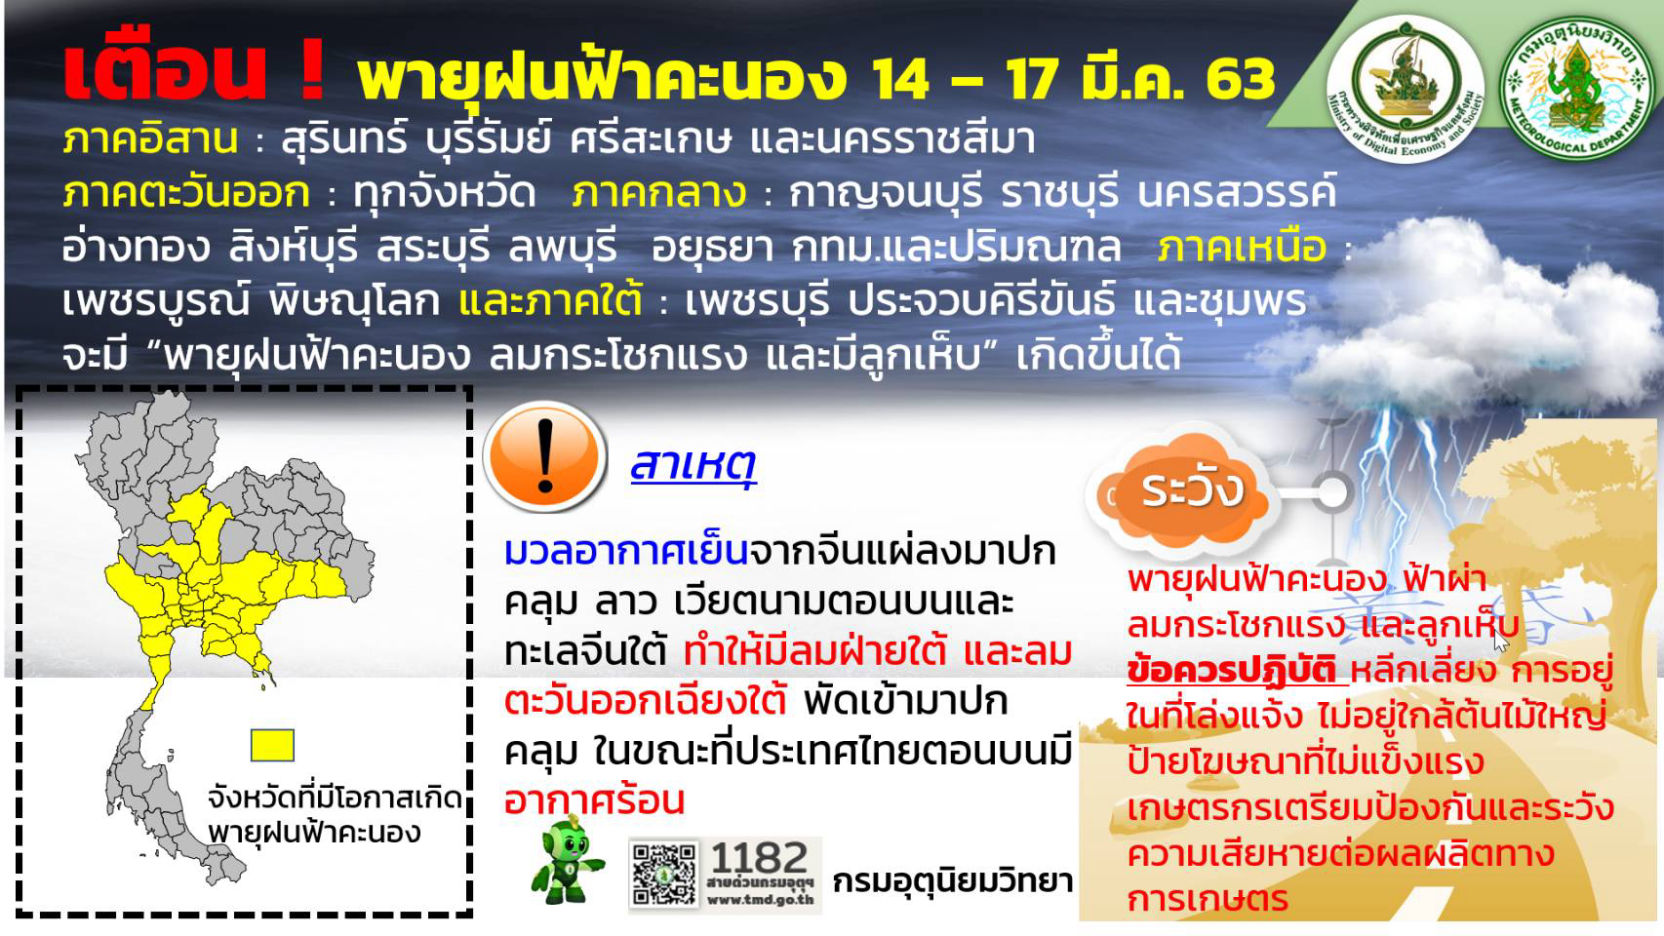 เตือน ! พายุฝนฟ้าคะนอง 14 – 17 มี.ค. 63
ภาคอิสาน : สุรินทร์ บุรีรัมย์ ศรีสะเกษ และนครราชสีมา
ภาคตะวันออก : ทุกจังหวัด ภาคกลาง : กาญจนบุรี ราชบุรี นครสวรรค์
อ่างทอง สิงห์บุรี สระบุรี ลพบุรี อยุธยา กทม.และปริมณฑล ภาคเหนือ :
เพชรบูรณ์ พิษณุโลก และภาคใต้ : เพชรบุรี ประจวบคิรีขันธ์ และชุมพร
จะมี “พายุฝนฟ้าคะนอง ลมกระโชกแรง และมีลูกเห็บ” เกิดขึ้นได้
กระทรวงดิจิทัลเพื่อเศรษฐกิจและสังคม
Ministry of Digital Economy and Society
กรมอุตุนิยมวิทยา
METEOROLOGICAL DEPARTMENT
จังหวัดที่มีโอกาสเกิด
พายุฝนฟ้าคะนอง
สาเหตุ
มวลอากาศเย็นจากจีนแผ่ลงมาปก
คลุม ลาว เวียตนามตอนบนและ
ทะเลจีนใต้ ทำให้มีลมฝ่ายใต้ และลม
ตะวันออกเฉียงใต้ พัดเข้ามาปก
คลุม ในขณะที่ประเทศไทยตอนบนมี
อากาศร้อน
1182
สายด่วนกรมอุตุฯ
www.tmd.go.th
กรมอุตุนิยมวิทยา
ระวัง
พายุฝนฟ้าคะนอง ฟ้าผ่า
ลมกระโชกแรง และลูกเห็บ
ข้อควรปฏิบัติ หลีกเลี่ยง การอยู่
ในที่โล่งแจ้ง ไม่อยู่ใกล้ต้นไม้ใหญ่
ป้ายโฆษณาที่ไม่แข็งแรง
เกษตรกรเตรียมป้องกันและระวัง
ความเสียหายต่อผลผลิตทาง
การเกษตร